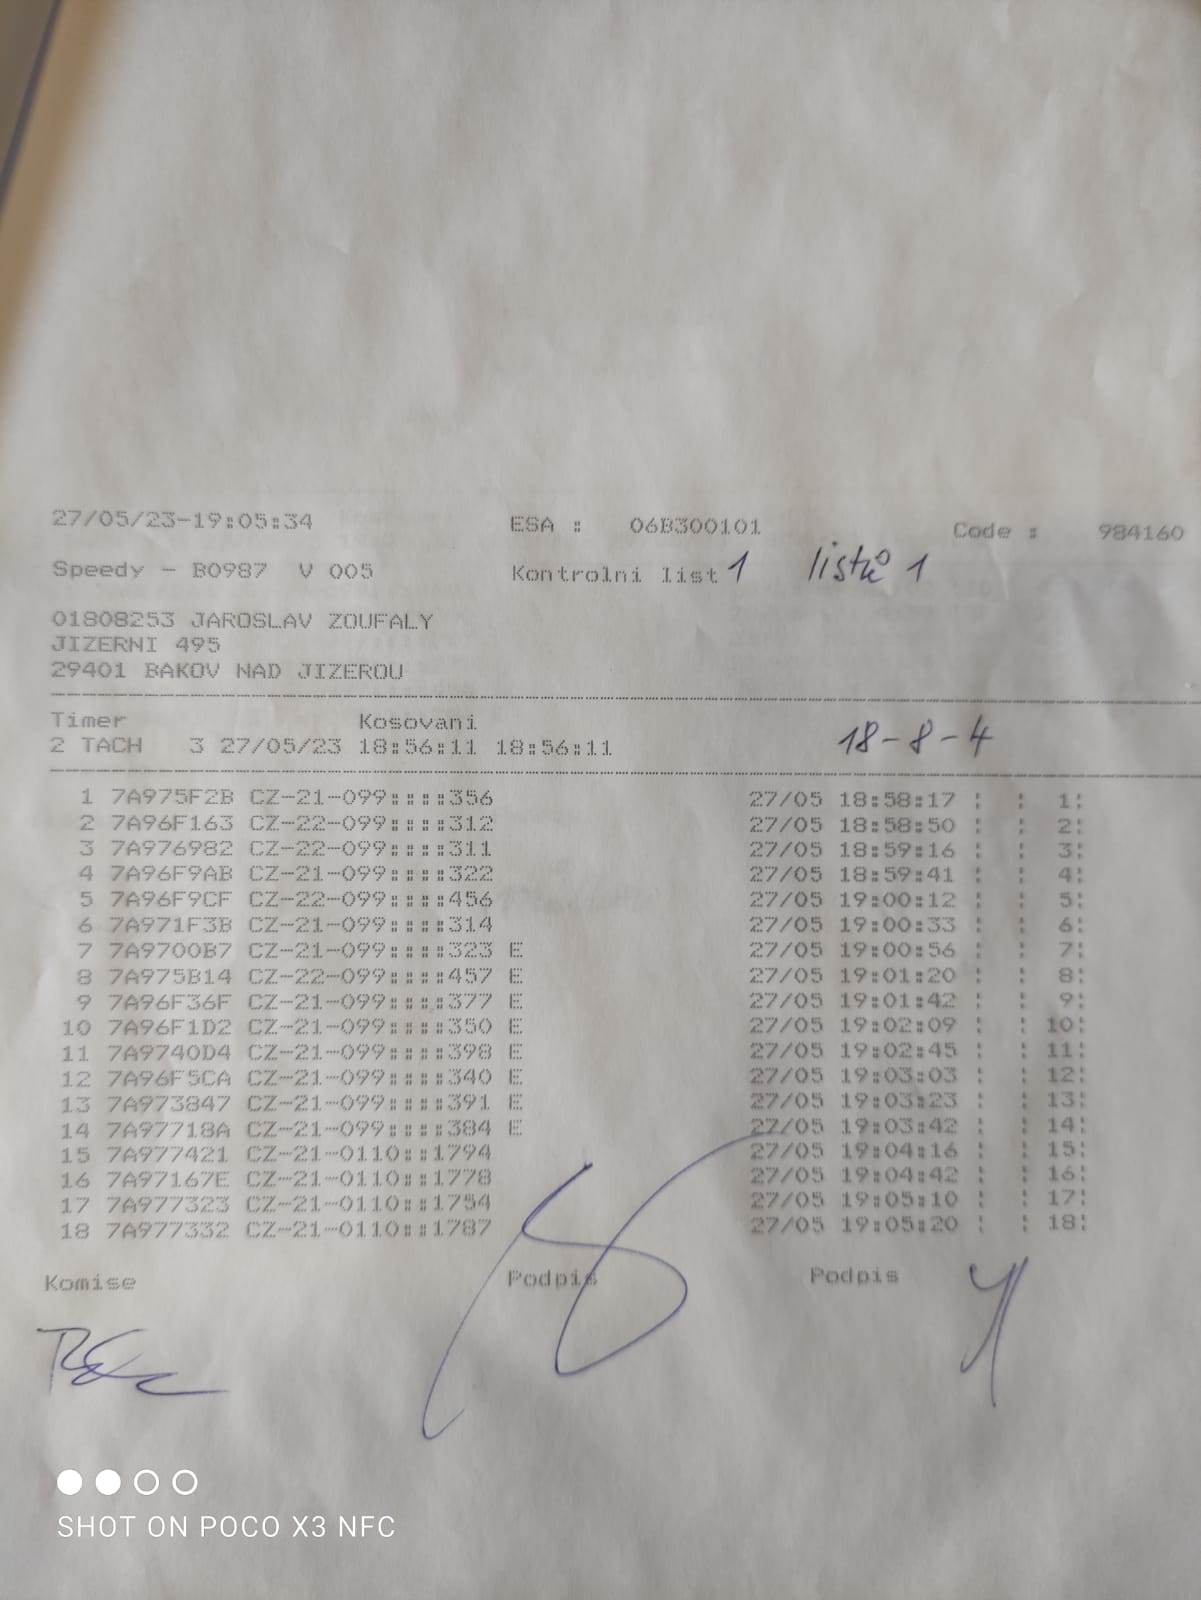 27/05/23-19:05:34 ESA : 06B300101 Code : 984160
Speedy - B0987 V 005 Kontrolni list 1 listů 1
01808253 JAROSLAV ZOUFALY
JIZERNI 495
29401 BAKOV NAD JIZEROU
Timer Kosovani
2 TACH 3 27/05/23 18:56:11 18:56:11 18-8-4
1 7A975F2B CZ-21-099::::356 27/05 18:58:17 : : 1:
2 7A96F163 CZ-22-099::::312 27/05 18:58:50 : : 2:
3 7A976982 CZ-22-099::::311 27/05 18:59:16 : : 3:
4 7A96F9AB CZ-21-099::::322 27/05 18:59:41 : : 4:
5 7A96F9CF CZ-22-099::::456 27/05 19:00:12 : : 5:
6 7A971F3B CZ-21-099::::314 27/05 19:00:33 : : 6:
7 7A9700B7 CZ-21-099::::323 E 27/05 19:00:56 : : 7:
8 7A975B14 CZ-22-099::::457 E 27/05 19:01:20 : : 8:
9 7A96F36F CZ-21-099::::377 E 27/05 19:01:42 : : 9:
10 7A96F1D2 CZ-21-099::::350 E 27/05 19:02:09 : : 10:
11 7A9740D4 CZ-21-099::::398 E 27/05 19:02:45 : : 11:
12 7A96F5CA CZ-21-099::::340 E 27/05 19:03:03 : : 12:
13 7A973847 CZ-21-099::::391 E 27/05 19:03:23 : : 13:
14 7A97718A CZ-21-099::::384 E 27/05 19:03:42 : : 14:
15 7A977421 CZ-21-0110::1794 27/05 19:04:16 : : 15:
16 7A97167E CZ-21-0110::1778 27/05 19:04:42 : : 16:
17 7A977323 CZ-21-0110::1754 27/05 19:05:10 : : 17:
18 7A977332 CZ-21-0110::1787 27/05 19:05:20 : : 18:
Komise Podpis Podpis
SHOT ON POCO X3 NFC